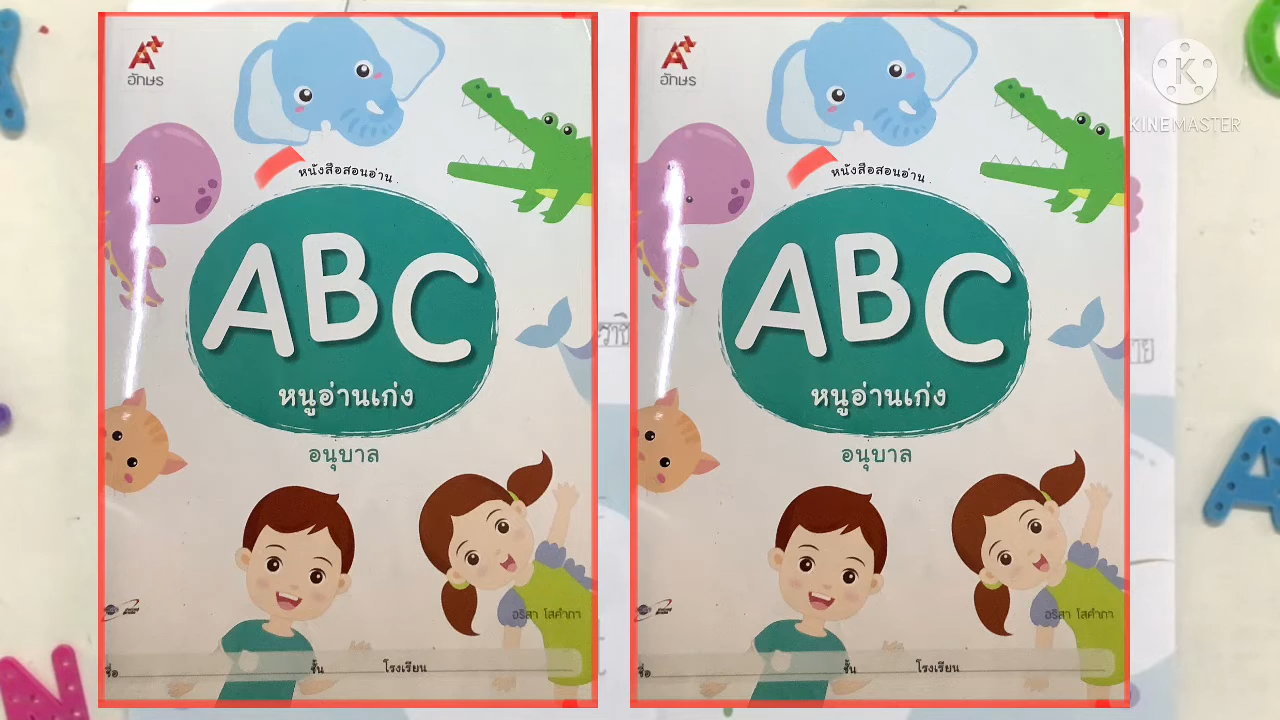 อักษร
หนังสือสอนอ่าน
ABC
หนูอ่านเก่ง
อนุบาล
อริสา โสคำภา
ชื่อ ชั้น โรงเรียน
อักษร
หนังสือสอนอ่าน
ABC
หนูอ่านเก่ง
อนุบาล
อริสา โสคำภา
ชื่อ ชั้น โรงเรียน
KINEMASTER